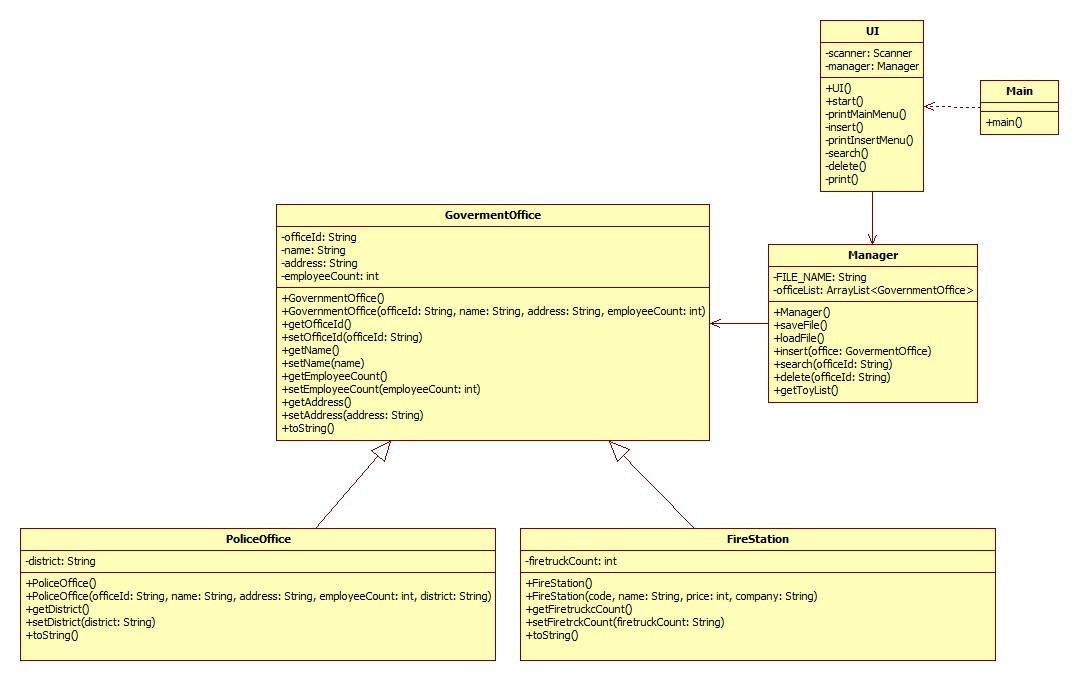 UI
-scanner: Scanner
-manager: Manager
+UI()
+start()
-printMainMenu()
-insert()
-printInsertMenu()
-search()
-delete()
-print()
Main
+main()
GovermentOffice
-officeId: String
-name: String
-address: String
-employeeCount: int
+GovernmentOffice()
+GovernmentOffice(officeId: String, name: String, address: String, employeeCount: int)
+getOfficeId()
+setOfficeId(officeId: String)
+getName()
+setName(name)
+getEmployeeCount()
+setEmployeeCount(employeeCount: int)
+getAddress()
+setAddress(address: String)
+toString()
Manager
-FILE_NAME: String
-officeList: ArrayList<GovernmentOffice>
+Manager()
+saveFile()
+loadFile()
+insert(office: GovermentOffice)
+search(officeId: String)
+delete(officeId: String)
+getToyList()
PoliceOffice
-district: String
+PoliceOffice()
+PoliceOffice(officeId: String, name: String, address: String, employeeCount: int, district: String)
+getDistrict()
+setDistrict(district: String)
+toString()
FireStation
-firetruckCount: int
+FireStation()
+FireStation(code, name: String, price: int, company: String)
+getFiretruckcCount()
+setFiretrckCount(firetruckCount: String)
+toString()